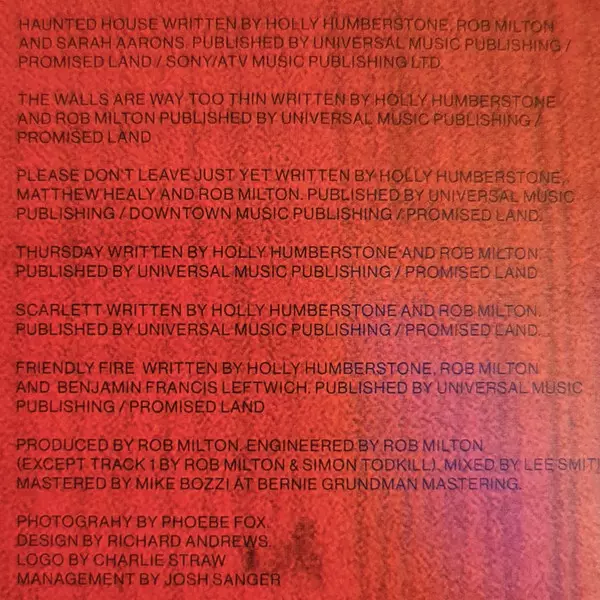 HAUNTED HOUSE WRITTEN BY HOLLY HUMBERSTONE, ROB MILTON
AND SARAH AARONS. PUBLISHED BY UNIVERSAL MUSIC PUBLISHING /
PROMISED LAND / SONY/ATV MUSIC PUBLISHING LTD.
THE WALLS ARE WAY TOO THIN WRITTEN BY HOLLY HUMBERSTONE
AND ROB MILTON PUBLISHED BY UNIVERSAL MUSIC PUBLISHING /
PROMISED LAND
PLEASE DON'T LEAVE JUST YET WRITTEN BY HOLLY HUMBERSTONE,
MATTHEW HEALY AND ROB MILTON. PUBLISHED BY UNIVERSAL MUSIC
PUBLISHING / DOWNTOWN MUSIC PUBLISHING / PROMISED LAND.
THURSDAY WRITTEN BY HOLLY HUMBERSTONE AND ROB MILTON.
PUBLISHED BY UNIVERSAL MUSIC PUBLISHING / PROMISED LAND
SCARLETT WRITTEN BY HOLLY HUMBERSTONE AND ROB MILTON.
PUBLISHED BY UNIVERSAL MUSIC PUBLISHING / PROMISED LAND.
FRIENDLY FIRE WRITTEN BY HOLLY HUMBERSTONE, ROB MILTON
AND BENJAMIN FRANCIS LEFTWICH. PUBLISHED BY UNIVERSAL MUSIC
PUBLISHING / PROMISED LAND
PRODUCED BY ROB MILTON. ENGINEERED BY ROB MILTON
(EXCEPT TRACK 1 BY ROB MILTON & SIMON TODKILL). MIXED BY LEE SMIT
MASTERED BY MIKE BOZZI AT BERNIE GRUNDMAN MASTERING.
PHOTOGRAHY BY PHOEBE FOX.
DESIGN BY RICHARD ANDREWS.
LOGO BY CHARLIE STRAW
MANAGEMENT BY JOSH SANGER